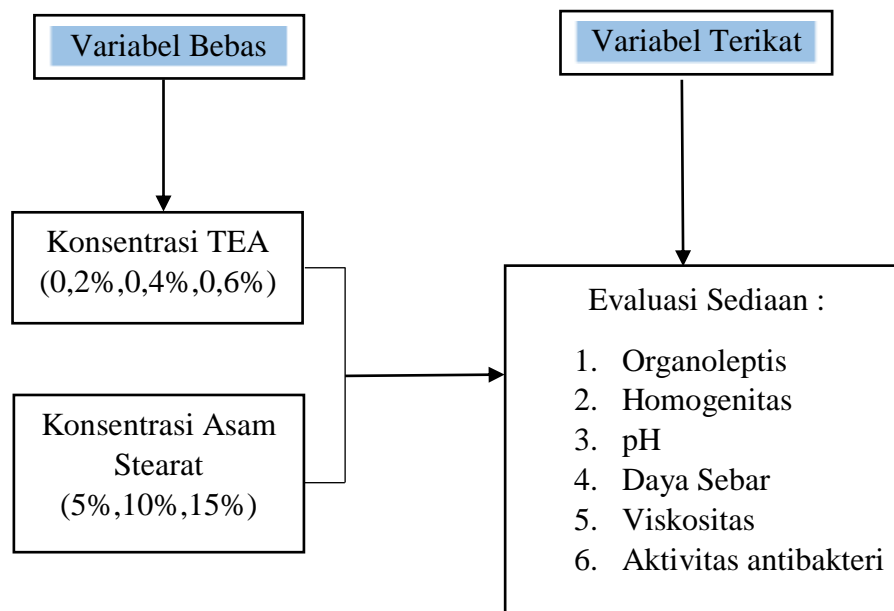 Variabel Bebas
Variabel Terikat
Konsentrasi TEA
(0,2%,0,4%,0,6%)
Konsentrasi Asam
Stearat
(5%,10%,15%)
Evaluasi Sediaan :
1. Organoleptis
2. Homogenitas
3. pH
4. Daya Sebar
5. Viskositas
6. Aktivitas antibakteri